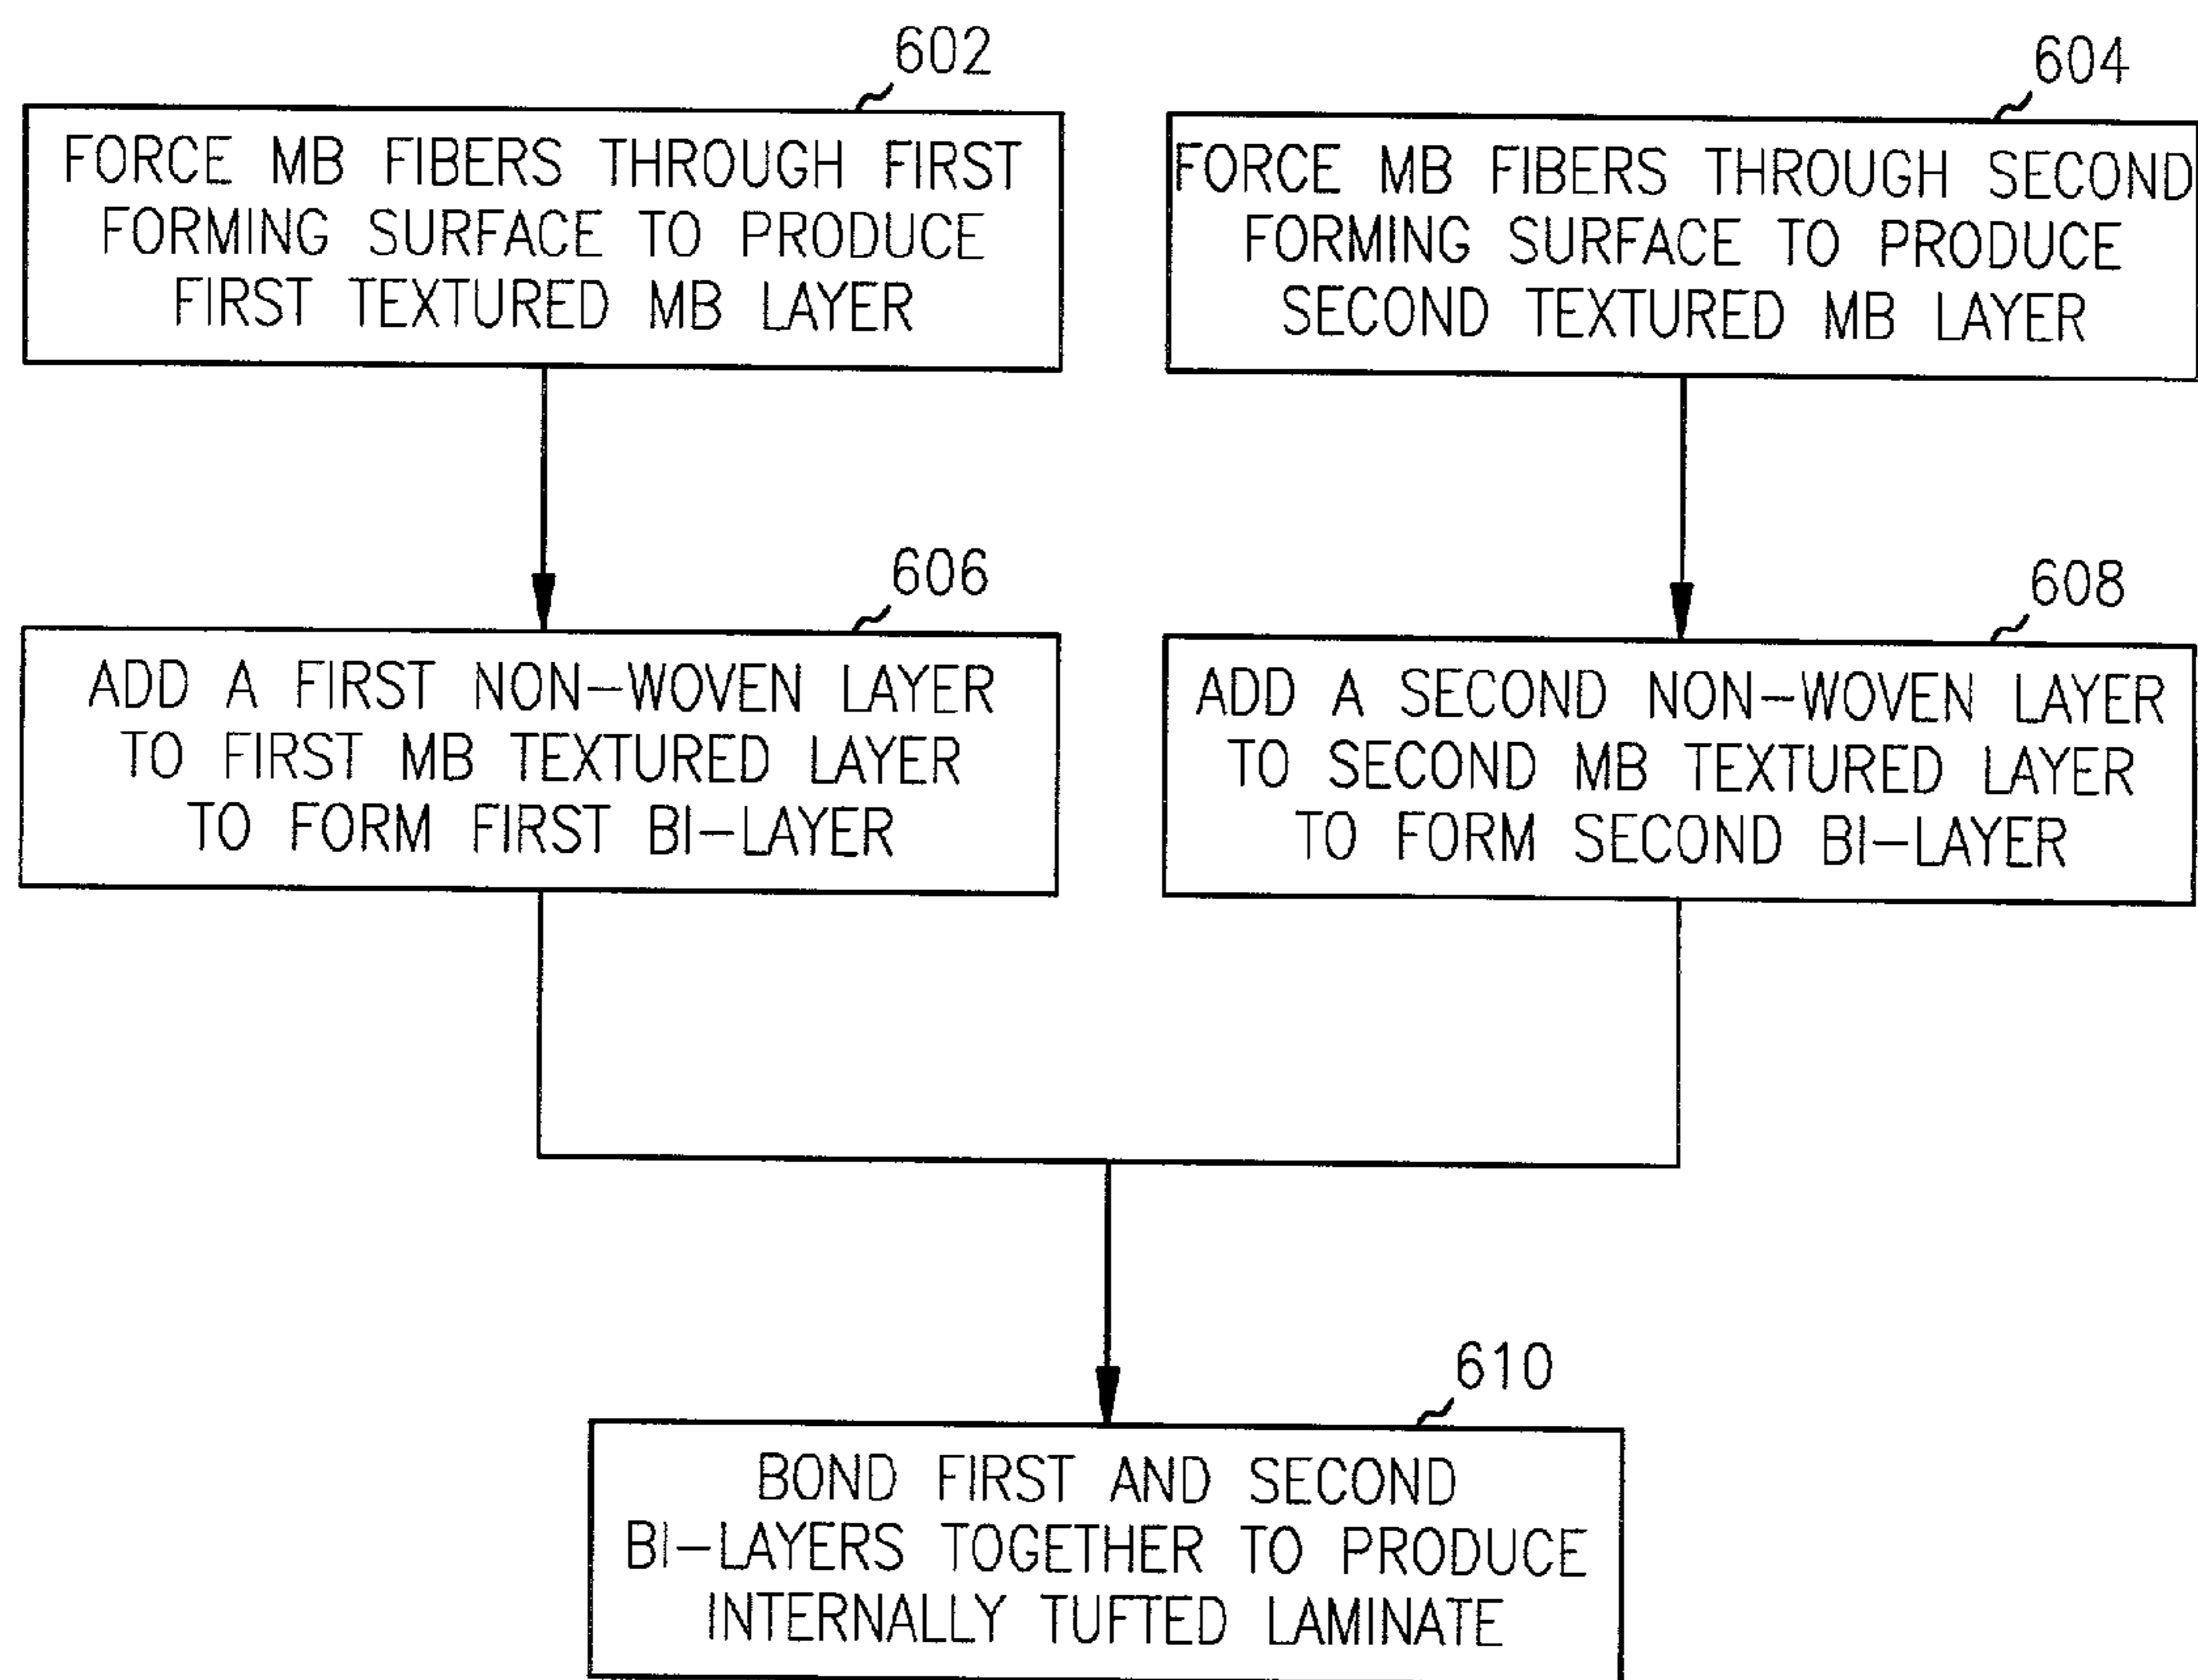 602
FORCE MB FIBERS THROUGH FIRST
FORMING SURFACE TO PRODUCE
FIRST TEXTURED MB LAYER
604
FORCE MB FIBERS THROUGH SECOND
FORMING SURFACE TO PRODUCE
SECOND TEXTURED MB LAYER
606
ADD A FIRST NON-WOVEN LAYER
TO FIRST MB TEXTURED LAYER
TO FORM FIRST BI-LAYER
608
ADD A SECOND NON-WOVEN LAYER
TO SECOND MB TEXTURED LAYER
TO FORM SECOND BI-LAYER
610
BOND FIRST AND SECOND
BI-LAYERS TOGETHER TO PRODUCE
INTERNALLY TUFTED LAMINATE